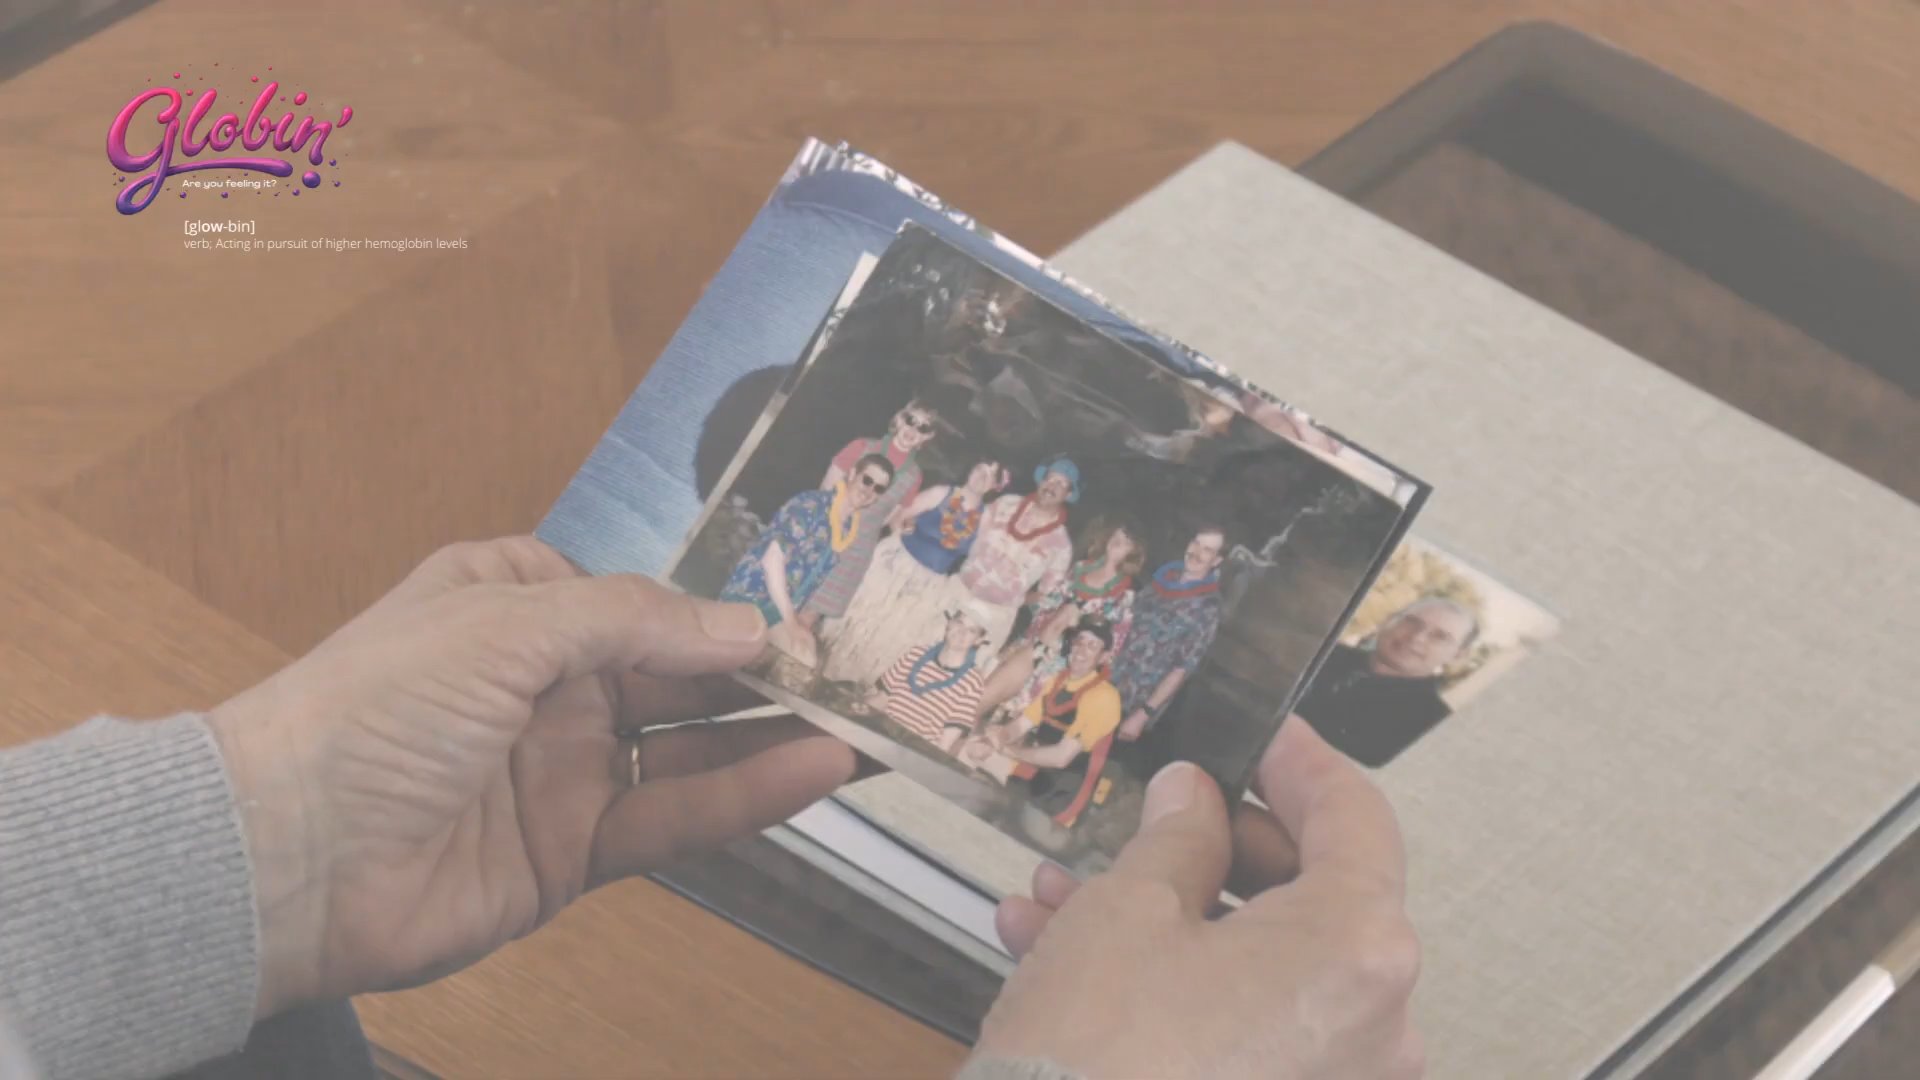 Globin'
Are you feeling it?
[glow-bin]
verb; Acting in pursuit of higher hemoglobin levels